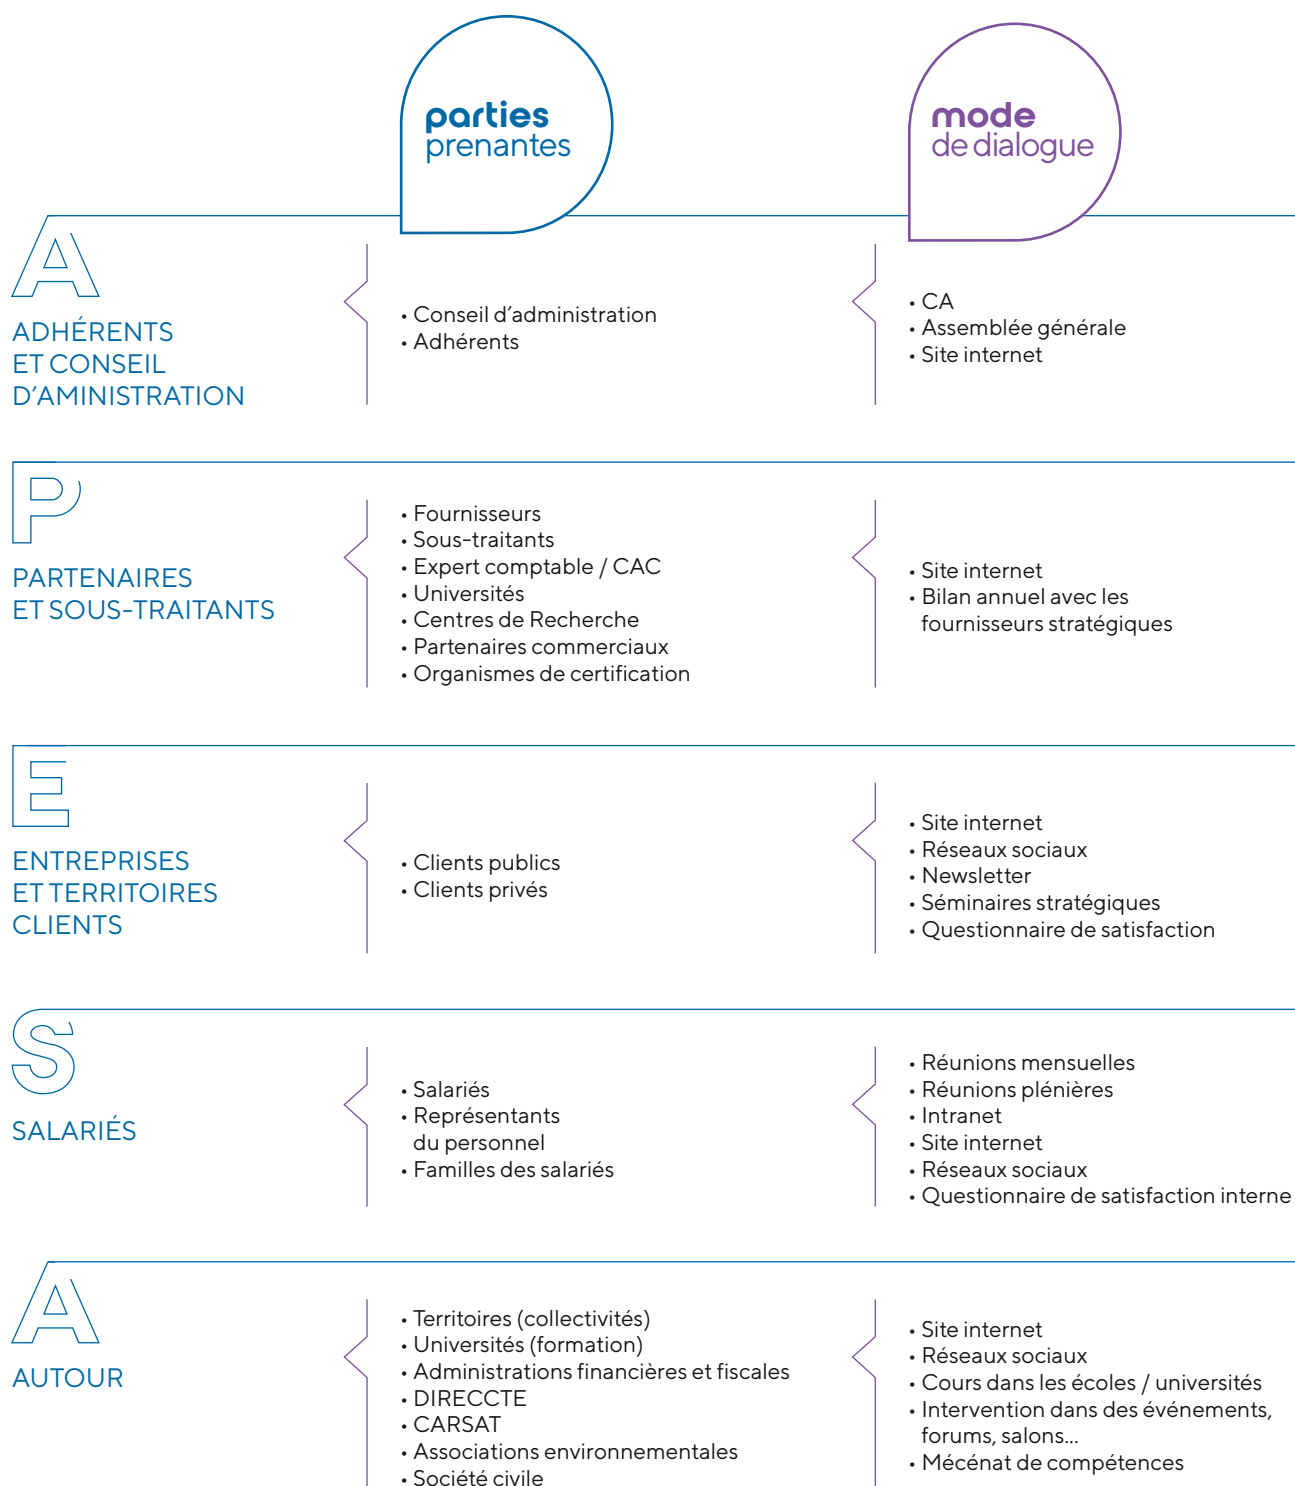 parties
prenantes
mode
de dialogue
A
ADHÉRENTS
ET CONSEIL
D’AMINISTRATION
• Conseil d’administration
• Adhérents
• CA
• Assemblée générale
• Site internet
P
PARTENAIRES
ET SOUS-TRAITANTS
• Fournisseurs
• Sous-traitants
• Expert comptable / CAC
• Universités
• Centres de Recherche
• Partenaires commerciaux
• Organismes de certification
• Site internet
• Bilan annuel avec les
fournisseurs stratégiques
E
ENTREPRISES
ET TERRITOIRES
CLIENTS
• Clients publics
• Clients privés
• Site internet
• Réseaux sociaux
• Newsletter
• Séminaires stratégiques
• Questionnaire de satisfaction
S
SALARIÉS
• Salariés
• Représentants
du personnel
• Familles des salariés
• Réunions mensuelles
• Réunions plénières
• Intranet
• Site internet
• Réseaux sociaux
• Questionnaire de satisfaction interne
A
AUTOUR
• Territoires (collectivités)
• Universités (formation)
• Administrations financières et fiscales
• DIRECCTE
• CARSAT
• Associations environnementales
• Société civile
• Site internet
• Réseaux sociaux
• Cours dans les écoles / universités
• Intervention dans des événements,
forums, salons...
• Mécénat de compétences